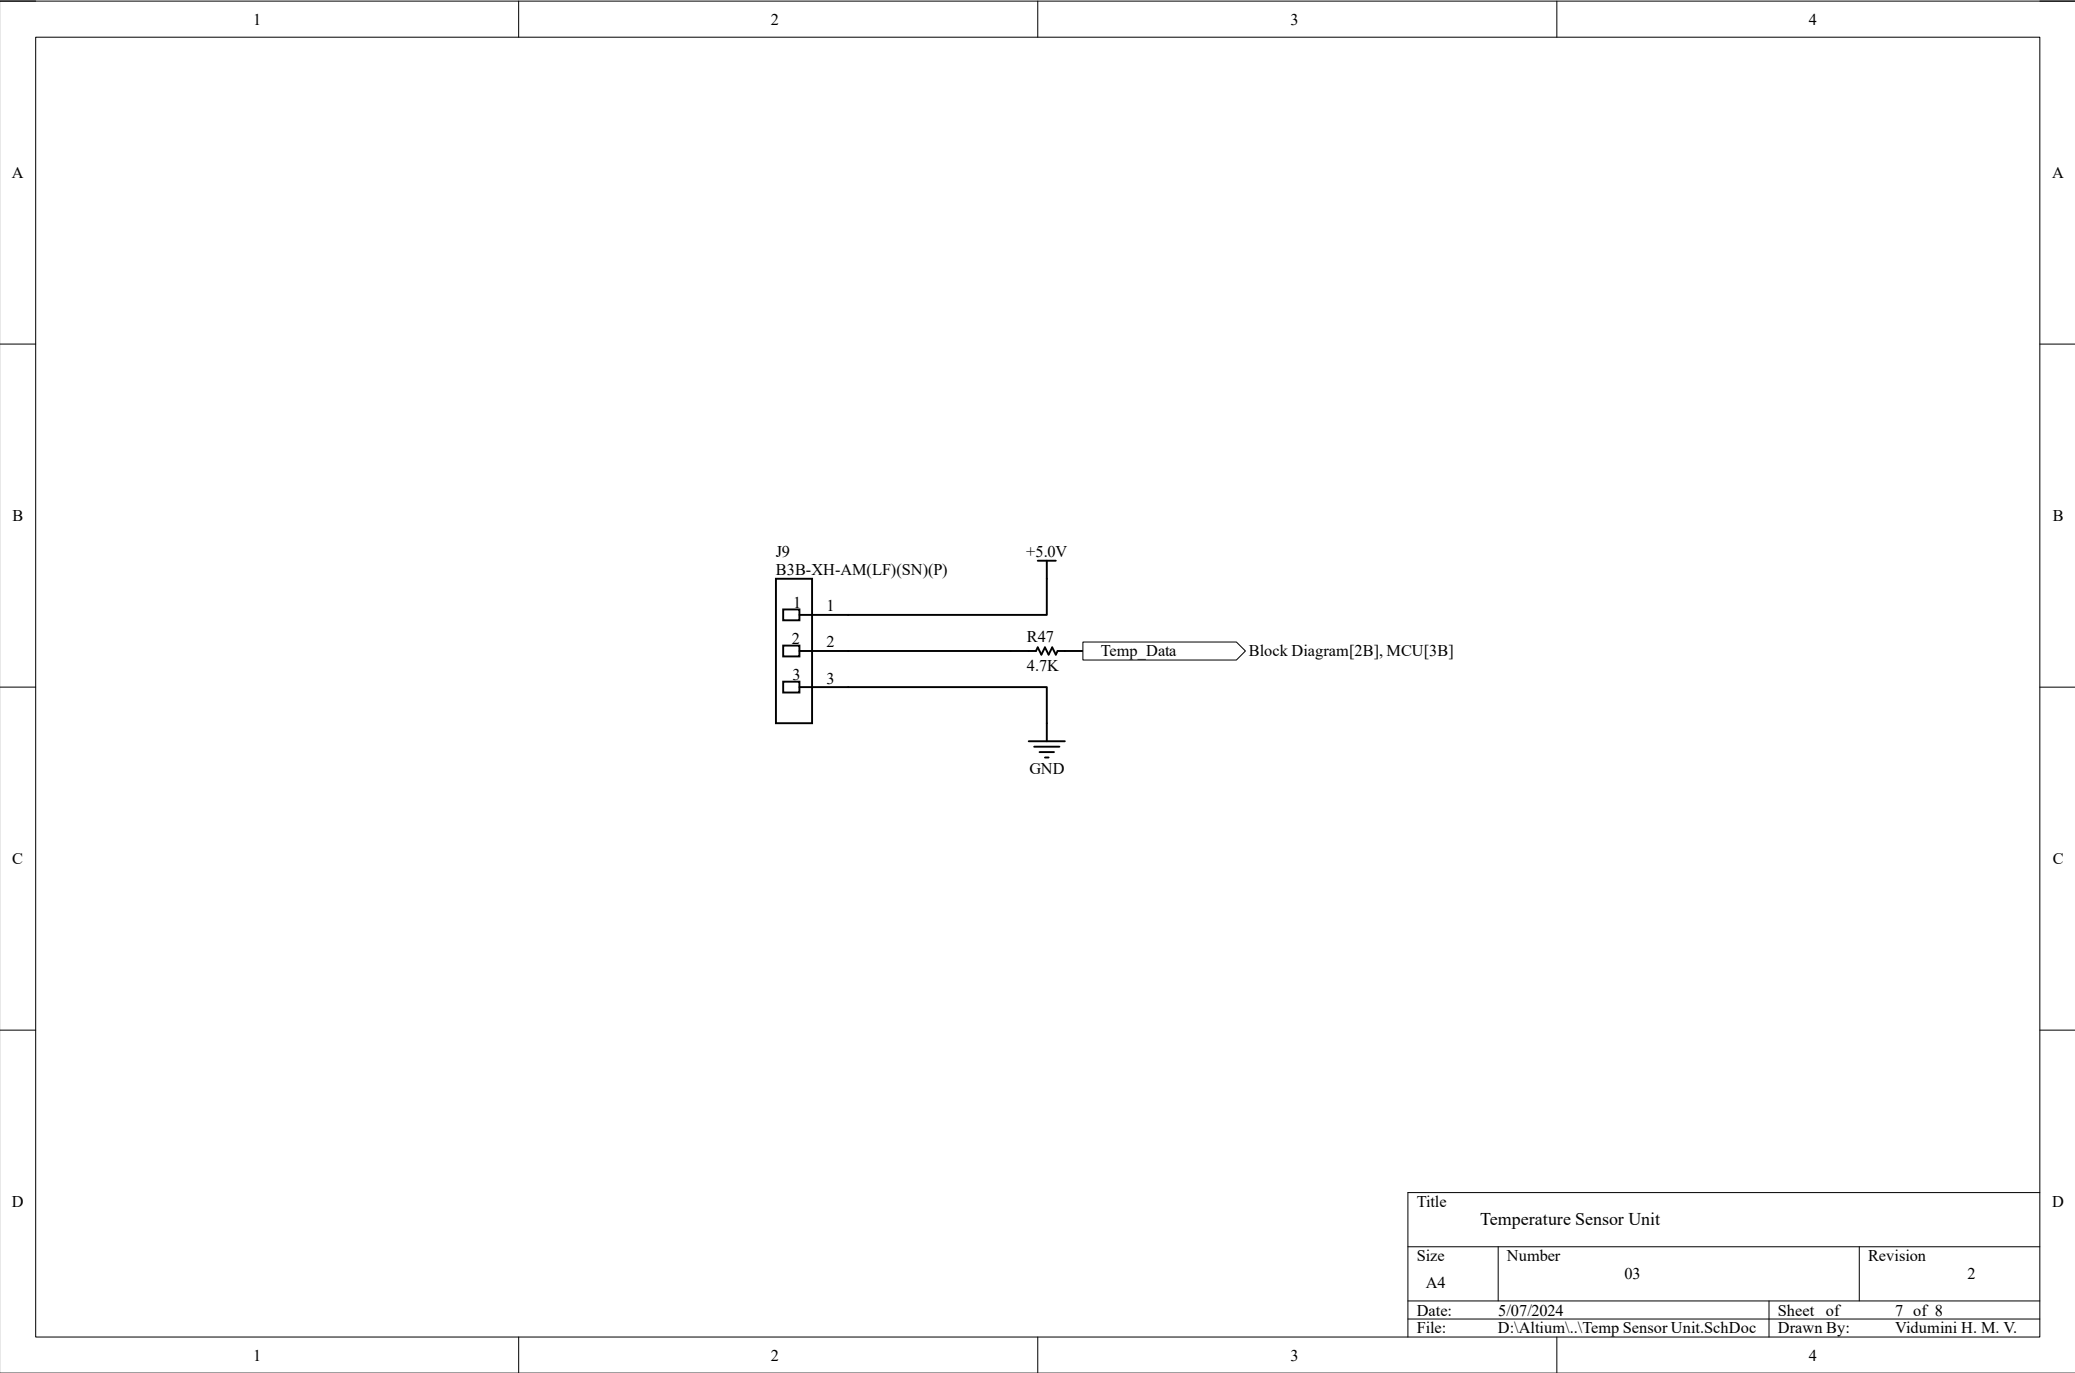 1 2 3 4
A A
B B
J9 +5.0V
B3B-XH-AM(LF)(SN)(P)
1 1
2 2 R47 Temp_Data Block Diagram[2B], MCU[3B]
4.7K
3 3
GND
C C
D D
Title
Temperature Sensor Unit
Size Number Revision
A4 03 2
Date: 5/07/2024 Sheet of 7 of 8
File: D:\Altium\..\Temp Sensor Unit.SchDoc Drawn By: Vidumini H. M. V.
1 2 3 4